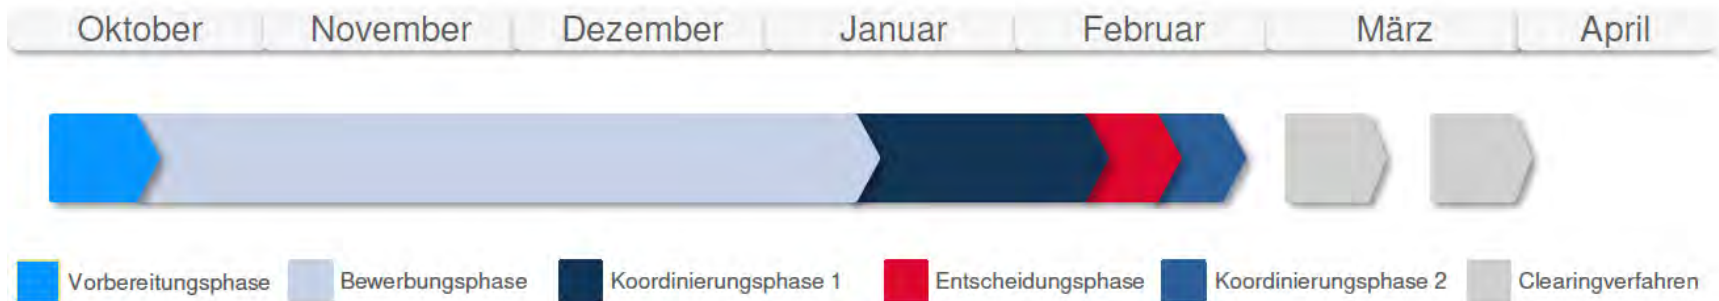 Oktober November Dezember Januar Februar März April
Vorbereitungsphase Bewerbungsphase Koordinierungsphase 1 Entscheidungsphase Koordinierungsphase 2 Clearingverfahren